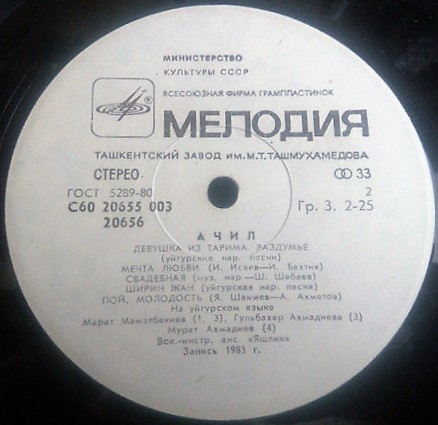 МИНИСТЕРСТВО
КУЛЬТУРЫ СССР
ВСЕСОЮЗНАЯ ФИРМА ГРАМПЛАСТИНОК
МЕЛОДИЯ
ТАШКЕНТСКИЙ ЗАВОД ИМ.М.Т.ТАШМУХАМЕДОВА
СТЕРЕО 33
ГОСТ 5289-80 2
С60 20655 003 Гр. 3. 2-25
20656
АЧИЛ
ДЕВУШКА ИЗ ТАРИМА. РАЗДУМЬЕ
(уйгурские нар. песни)
МЕЧТА ЛЮБВИ (И. Исаев—И. Бахтия)
СВАДЕБНАЯ (муз. нар.—Ш. Шабаев)
ШИРИН ЖАН (уйгурская нар. песня)
ПОЙ, МОЛОДОСТЬ (Я. Шамиев—А. Ахметов)
На уйгурском языке
Марат Маматбакиев (1, 3), Гульбахар Ахмадиева (3)
Мурат Ахмадиев (4)
Вок.-инстр. анс. «Яшлик»
Запись 1983 г.